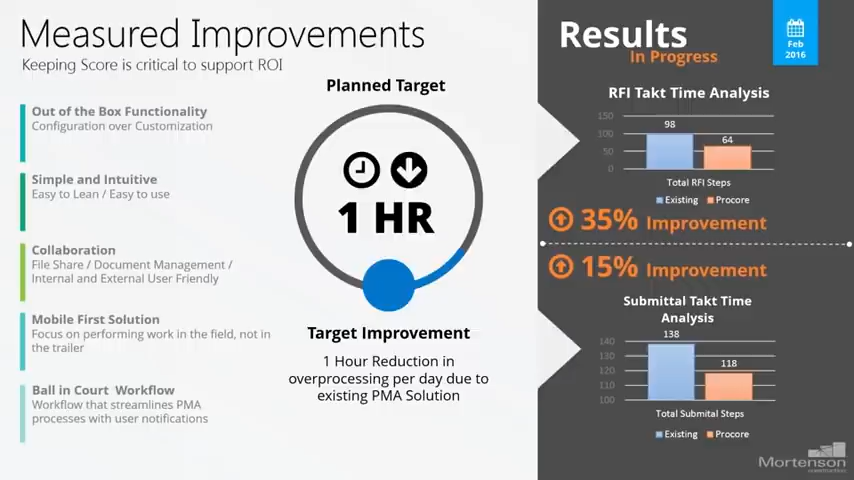 Measured Improvements
Keeping Score is critical to support ROI
Out of the Box Functionality
Configuration over Customization
Simple and Intuitive
Easy to Lean / Easy to use
Collaboration
File Share / Document Management /
Internal and External User Friendly
Mobile First Solution
Focus on performing work in the field, not in
the trailer
Ball in Court Workflow
Workflow that streamlines PMA
processes with user notifications
Planned Target
1 HR
Target Improvement
1 Hour Reduction in
overprocessing per day due to
existing PMA Solution
Results
In Progress
Feb
2016
RFI Takt Time Analysis
150
100
50
0
98
64
Total RFI Steps
Existing Procore
35% Improvement
15% Improvement
Submittal Takt Time
Analysis
138
140
130
120
110
100
118
Total Submital Steps
Existing Procore
Mortenson
construction